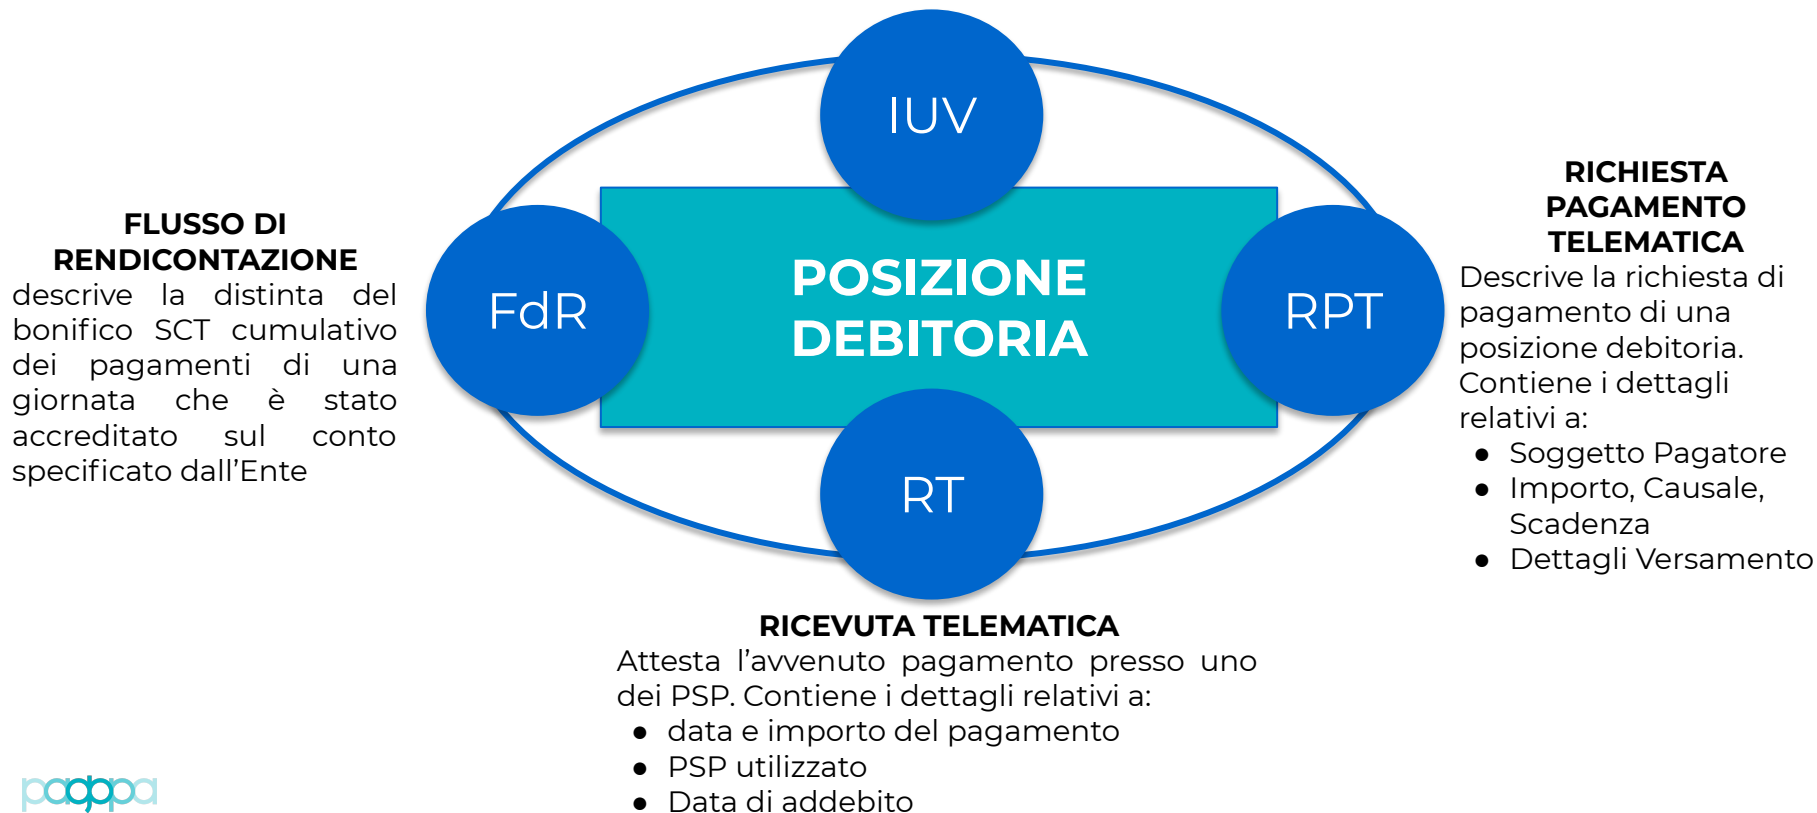 IUV
FLUSSO DI
RENDICONTAZIONE
descrive la distinta del
bonifico SCT cumulativo
dei pagamenti di una
giornata che è stato
accreditato sul conto
specificato dall'Ente
FdR
POSIZIONE
DEBITORIA
RPT
RICHIESTA
PAGAMENTO
TELEMATICA
Descrive la richiesta di
pagamento di una
posizione debitoria.
Contiene i dettagli
relativi a:
● Soggetto Pagatore
● Importo, Causale,
Scadenza
● Dettagli Versamento
RT
RICEVUTA TELEMATICA
Attesta l'avvenuto pagamento presso uno
dei PSP. Contiene i dettagli relativi a:
● data e importo del pagamento
● PSP utilizzato
● Data di addebito
pagopa